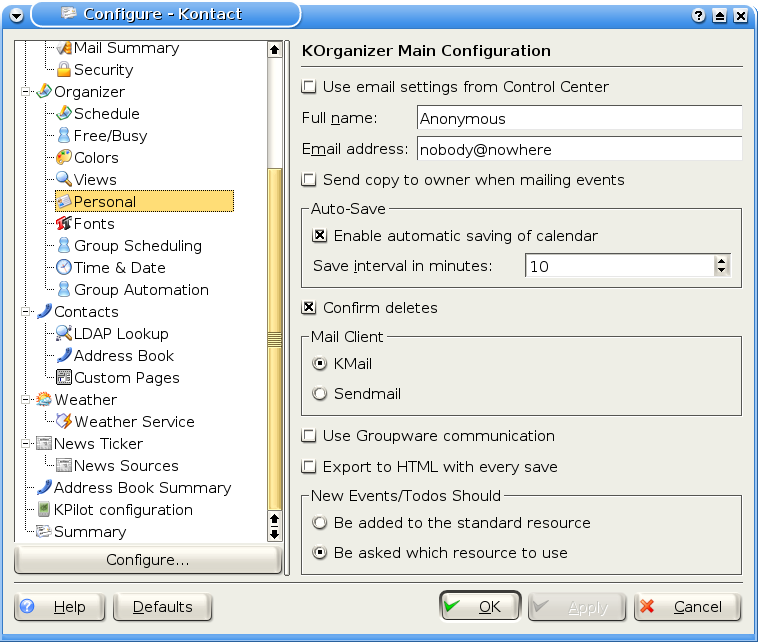 Configure - Kontact
Mail Summary
Security
Organizer
Schedule
Free/Busy
Colors
Views
Personal
Fonts
Group Scheduling
Time & Date
Group Automation
Contacts
LDAP Lookup
Address Book
Custom Pages
Weather
Weather Service
News Ticker
News Sources
Address Book Summary
KPilot configuration
Summary
Configure...
KOrganizer Main Configuration
Use email settings from Control Center
Full name: Anonymous
Email address: nobody@nowhere
Send copy to owner when mailing events
Auto-Save
Enable automatic saving of calendar
Save interval in minutes: 10
Confirm deletes
Mail Client
KMail
Sendmail
Use Groupware communication
Export to HTML with every save
New Events/Todos Should
Be added to the standard resource
Be asked which resource to use
Help Defaults OK Apply Cancel